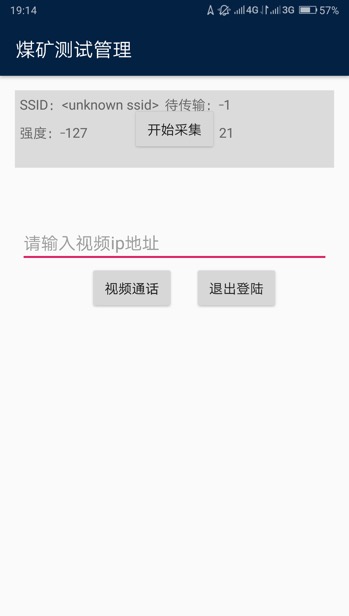 19:14 4G 3G 57%
煤矿测试管理
SSID：<unknown ssid> 待传输：-1
强度：-127 开始采集 21
请输入视频ip地址
视频通话 退出登陆